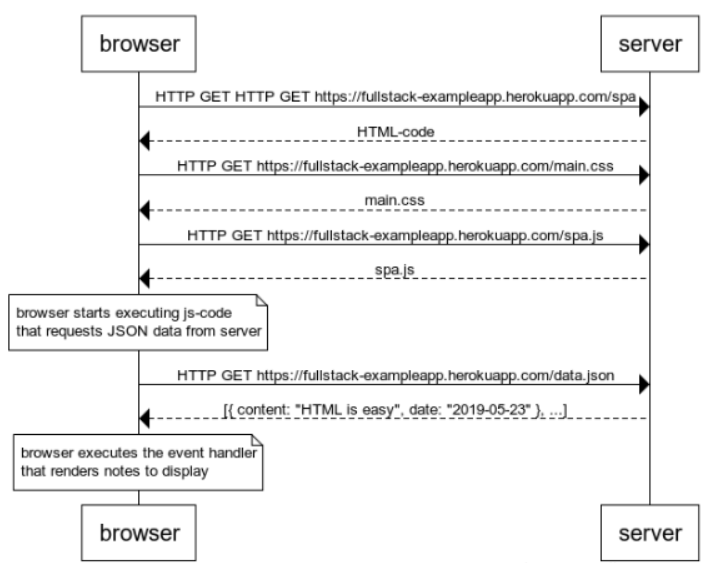 browser
server
HTTP GET HTTP GET https://fullstack-exampleapp.herokuapp.com/spa
HTML-code
HTTP GET https://fullstack-exampleapp.herokuapp.com/main.css
main.css
HTTP GET https://fullstack-exampleapp.herokuapp.com/spa.js
spa.js
browser starts executing js-code
that requests JSON data from server
HTTP GET https://fullstack-exampleapp.herokuapp.com/data.json
[{ content: "HTML is easy", date: "2019-05-23" }, ...]
browser executes the event handler
that renders notes to display
browser
server